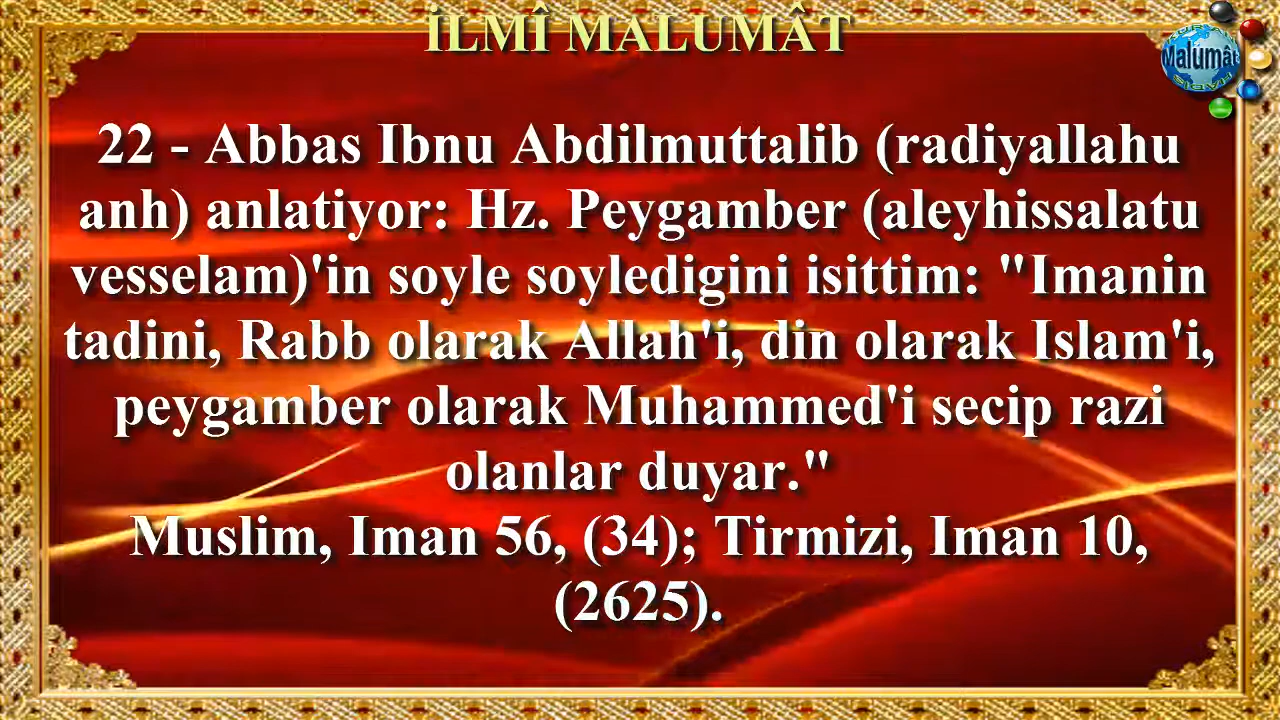 İLMÎ MALUMÂT
Malumât
22 - Abbas Ibnu Abdilmuttalib (radiyallahu
anh) anlatiyor: Hz. Peygamber (aleyhissalatu
vesselam)'in soyle soyledigini isittim: "Imanin
tadini, Rabb olarak Allah'i, din olarak Islam'i,
peygamber olarak Muhammed'i secip razi
olanlar duyar."
Muslim, Iman 56, (34); Tirmizi, Iman 10,
(2625).